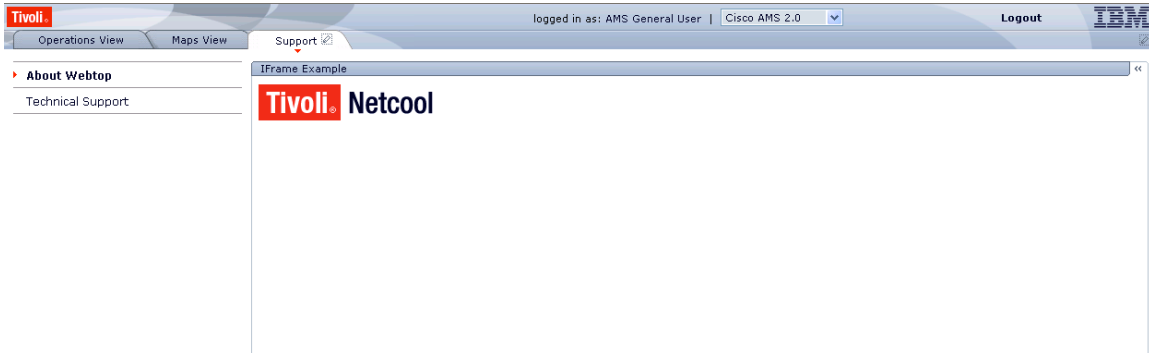 Tivoli®
logged in as: AMS General User | Cisco AMS 2.0 Logout IBM
Operations View Maps View Support
About Webtop
Technical Support
IFrame Example «
Tivoli® Netcool